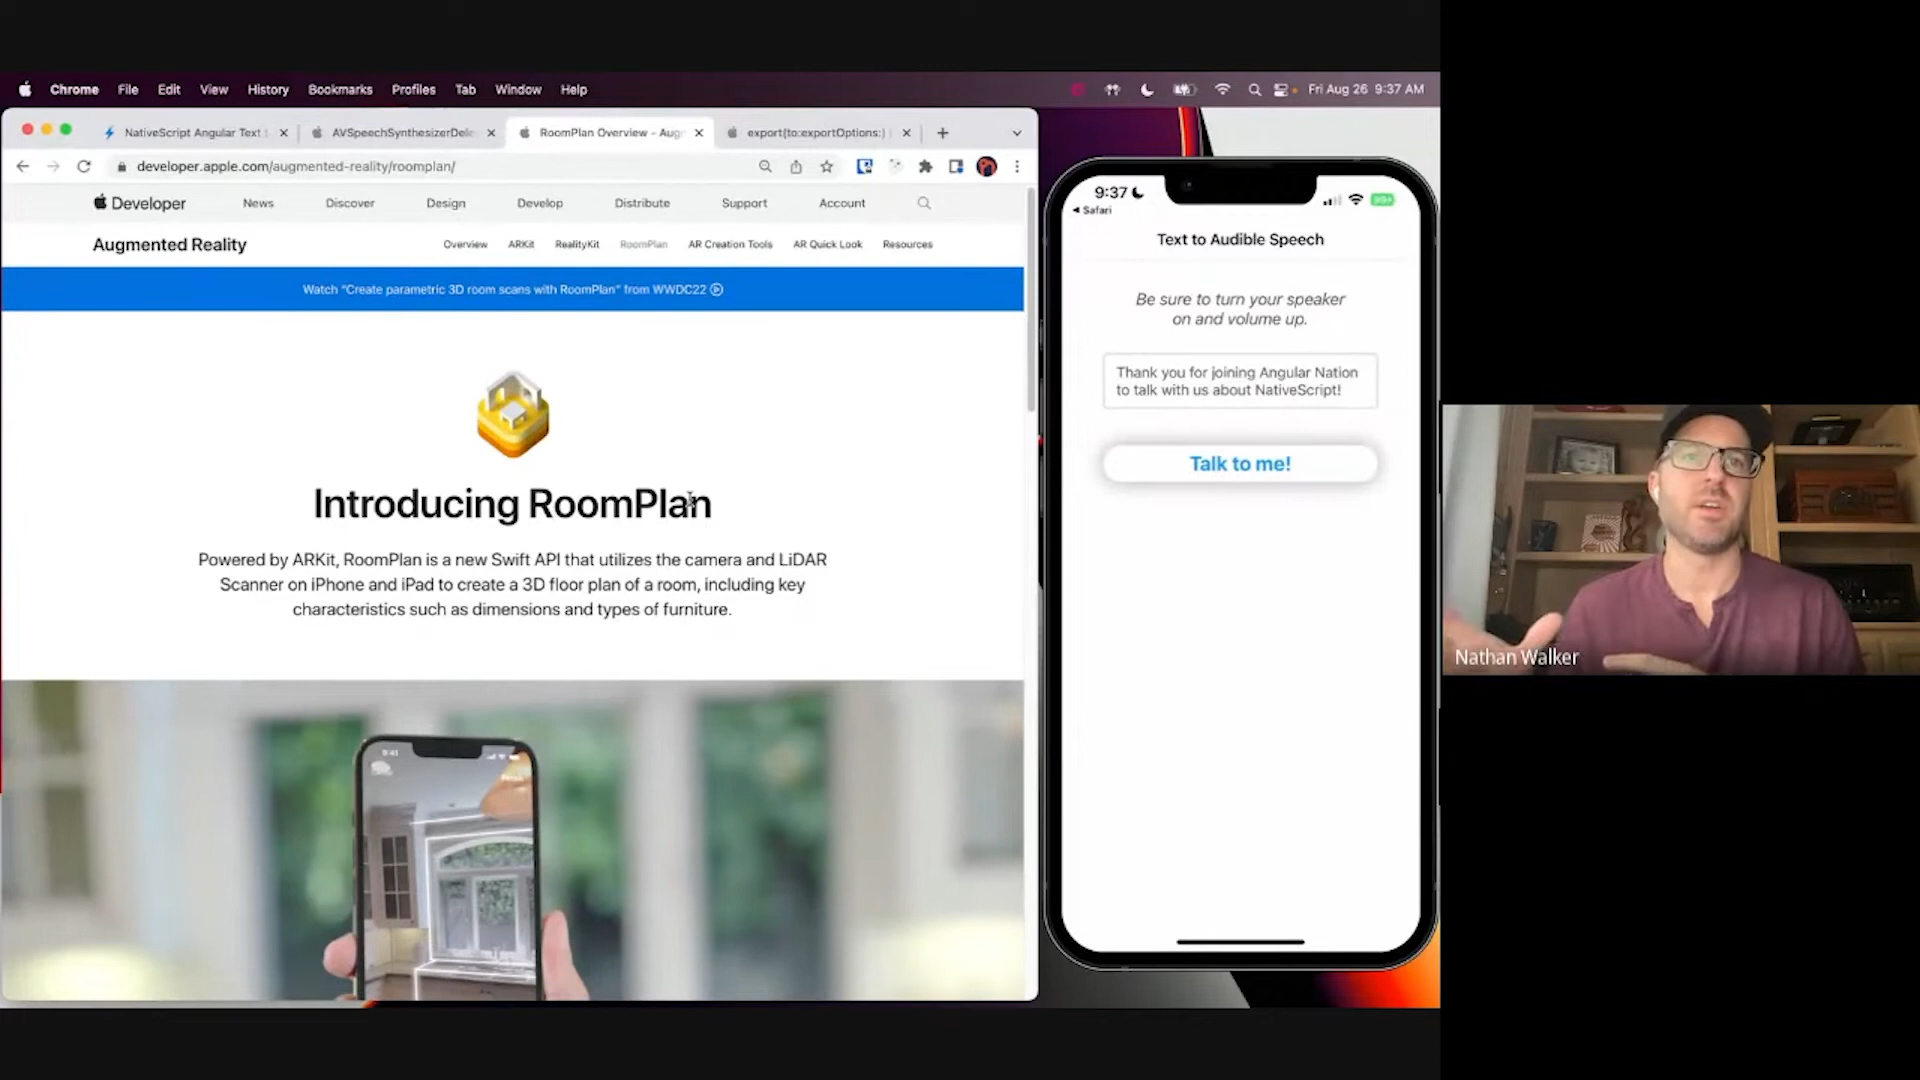 Chrome File Edit View History Bookmarks Profiles Tab Window Help
Fri Aug 26 9:37 AM
NativeScript Angular Text
AVSpeechSynthesizerDele
RoomPlan Overview - Aug
export(to:exportOptions:)
developer.apple.com/augmented-reality/roomplan/
Developer News Discover Design Develop Distribute Support Account
Augmented Reality
Overview ARKit RealityKit RoomPlan AR Creation Tools AR Quick Look Resources
Watch “Create parametric 3D room scans with RoomPlan” from WWDC22
Introducing RoomPlan
Powered by ARKit, RoomPlan is a new Swift API that utilizes the camera and LiDAR
Scanner on iPhone and iPad to create a 3D floor plan of a room, including key
characteristics such as dimensions and types of furniture.
9:41
9:37
Safari
Text to Audible Speech
Be sure to turn your speaker
on and volume up.
Thank you for joining Angular Nation
to talk with us about NativeScript!
Talk to me!
Nathan Walker